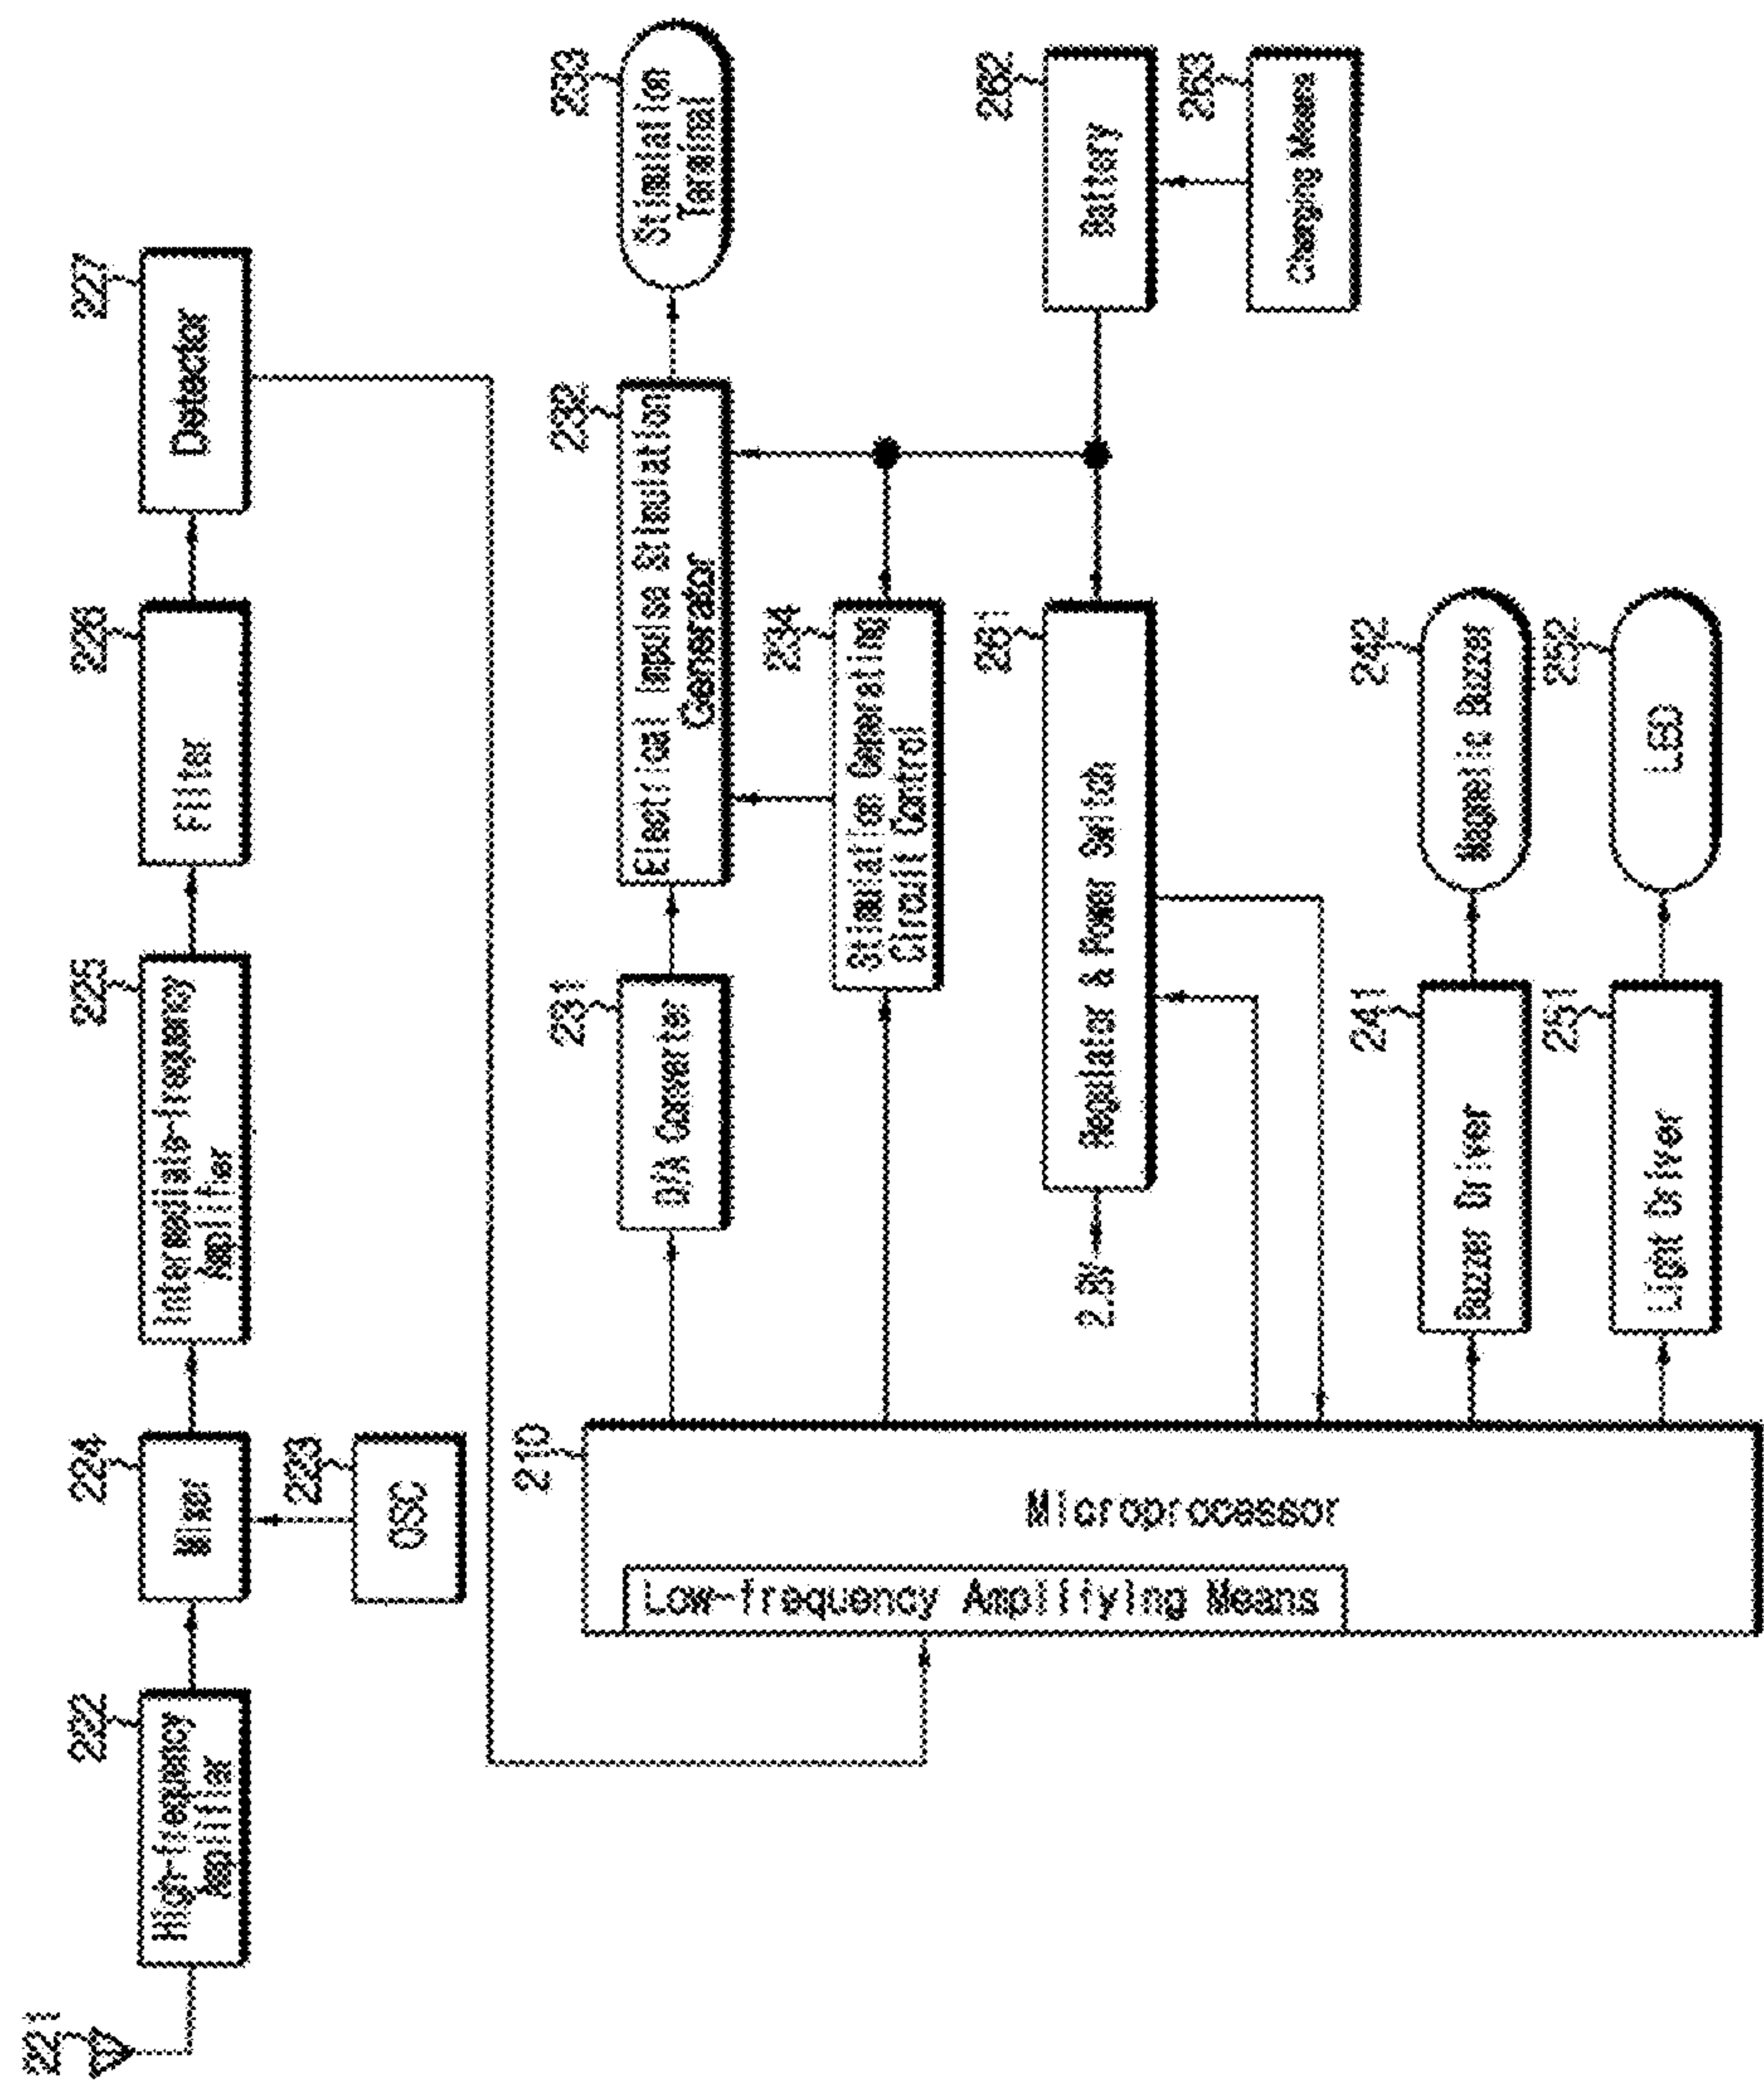 221
222
High-frequency
Amplifier
224
Mixer
223
OSC
225
Intermediate-frequency
Amplifier
226
Filter
227
Detector
210
Microprocessor
Low-frequency Amplifying Means
231
D/A Converter
232
Electrical Impulse Stimulation
Generator
233
Stimulation
Terminal
234
Stimulation Generating
Circuit Control
261
Regulator & Power Switch
2.8V
262
Battery
263
Charging Means
241
Buzzer Driver
242
Magnetic Buzzer
251
Light Driver
252
LED